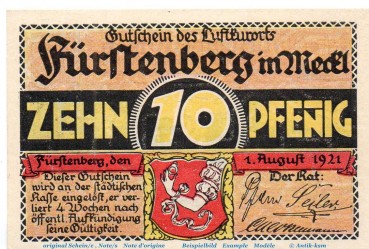 Gutschein des Luftkurorts
Fürstenberg in Meckl
ZEHN 10 PFENIG
Fürstenberg, den 1. August 1921
Dieser Gutschein
wird an der städtischen
Kasse eingelöst, er ver-
liert 4 Wochen nach
öffentl. Aufkündigung
seine Gültigkeit.
Der Rat:
original Schein/e, Note/s Note d'origine Beispielbild Example Modèle © Antik-kam